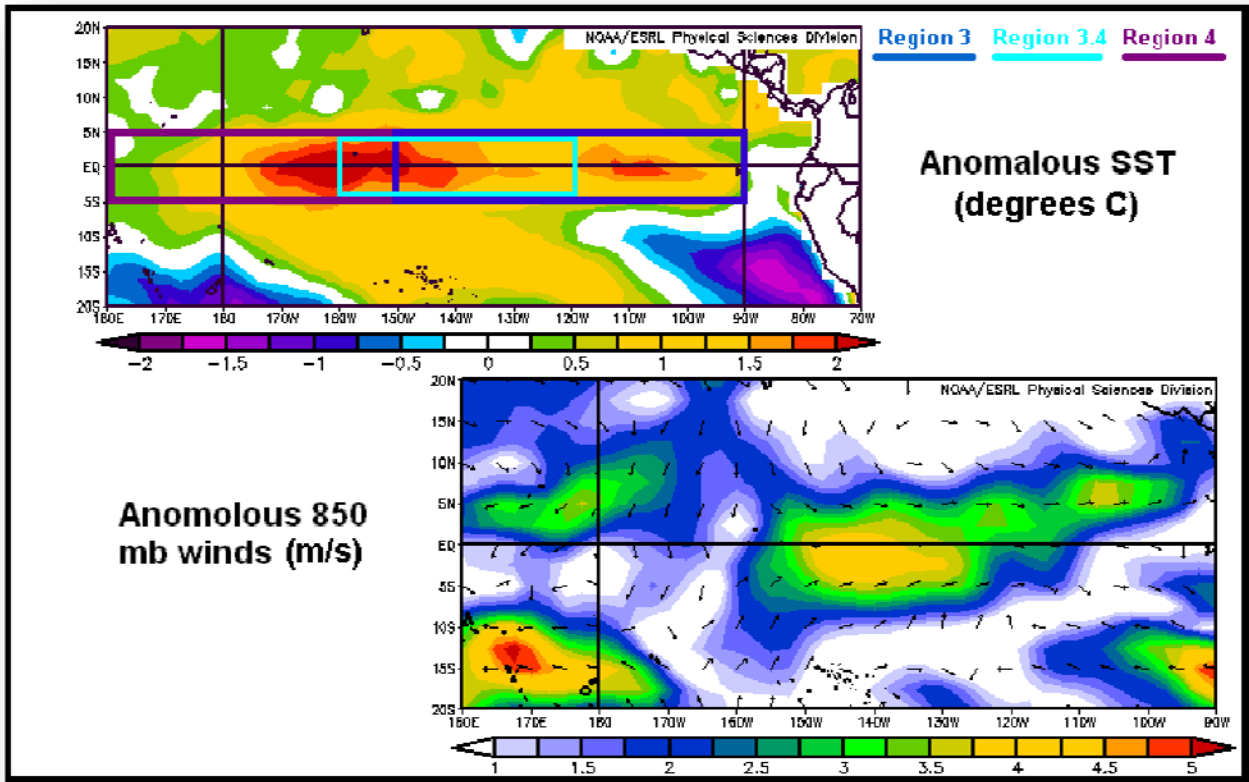 20N
15N
10N
5N
EQ
5S
10S
15S
20S
NOAA/ESRL Physical Sciences Division
160E 170E 180 170W 160W 150W 140W 130W 120W 110W 100W 90W 80W 70W
-2 -1.5 -1 -0.5 0 0.5 1 1.5 2
Region 3 Region 3.4 Region 4
Anomalous SST
(degrees C)
Anomolous 850
mb winds (m/s)
20N
15N
10N
5N
EQ
5S
10S
15S
20S
NOAA/ESRL Physical Sciences Division
160E 170E 180 170W 160W 150W 140W 130W 120W 110W 100W 90W
1 1.5 2 2.5 3 3.5 4 4.5 5